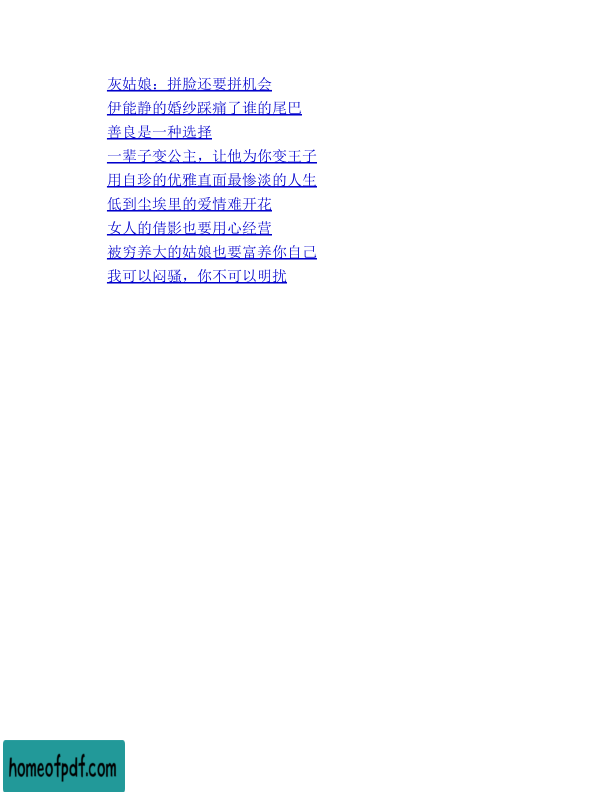 灰姑娘：拼脸还要拼机会
伊能静的婚纱踩痛了谁的尾巴
善良是一种选择
一辈子变公主，让他为你变王子
用自珍的优雅直面最惨淡的人生
低到尘埃里的爱情难开花
女人的倩影也要用心经营
被穷养大的姑娘也要富养你自己
我可以闷骚，你不可以明扰
homeofpdf.com